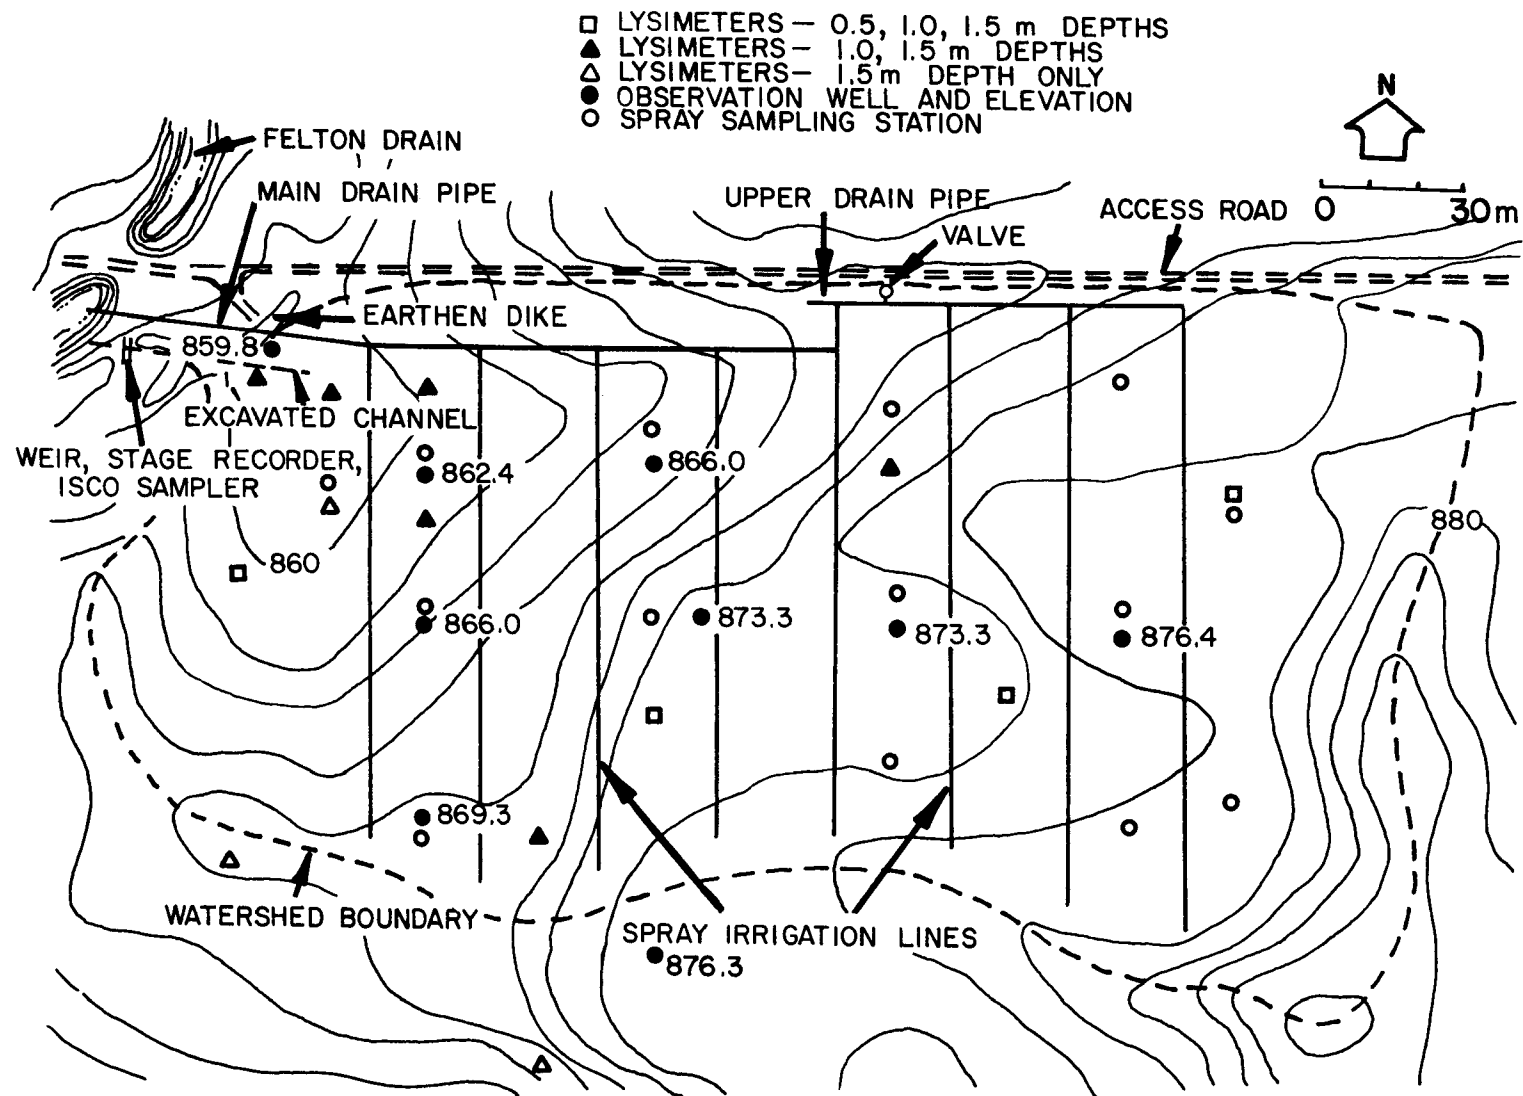 LYSIMETERS — 0.5, 1.0, 1.5 m DEPTHS
LYSIMETERS — 1.0, 1.5 m DEPTHS
LYSIMETERS — 1.5 m DEPTH ONLY
OBSERVATION WELL AND ELEVATION
SPRAY SAMPLING STATION
N
0 30 m
FELTON DRAIN
MAIN DRAIN PIPE
UPPER DRAIN PIPE
VALVE
ACCESS ROAD
EARTHEN DIKE
859.8
EXCAVATED CHANNEL
WEIR, STAGE RECORDER,
ISCO SAMPLER
862.4
866.0
880
860
866.0
873.3
873.3
876.4
869.3
WATERSHED BOUNDARY
SPRAY IRRIGATION LINES
876.3